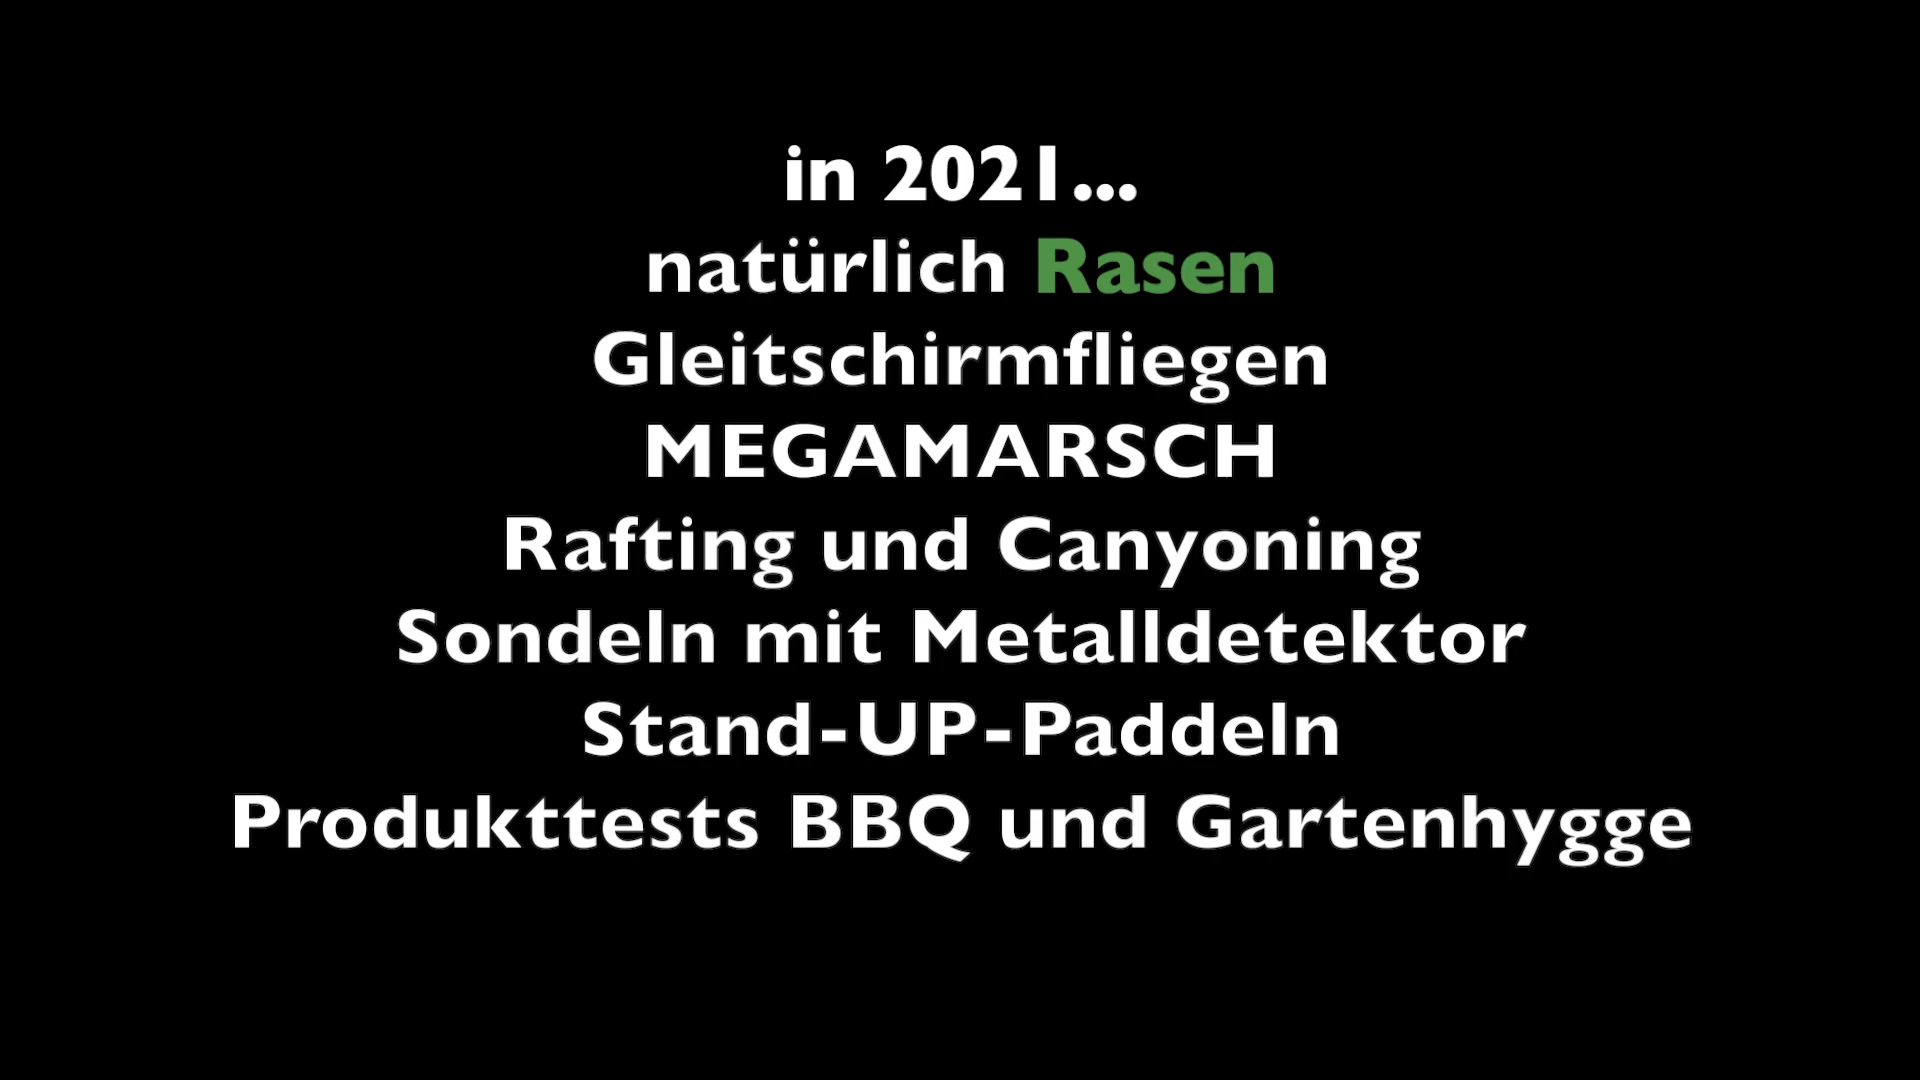 in 2021...
natürlich Rasen
Gleitschirmfliegen
MEGAMARSCH
Rafting und Canyoning
Sondeln mit Metalldetektor
Stand-UP-Paddeln
Produkttests BBQ und Gartenhygge